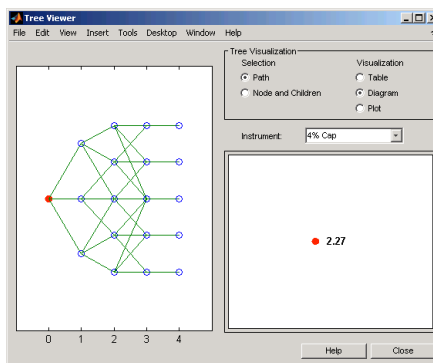 Tree Viewer
File Edit View Insert Tools Desktop Window Help
Tree Visualization
Selection
Visualization
Path
Table
Node and Children
Diagram
Plot
Instrument:
4% Cap
2.27
0 1 2 3 4
Help
Close